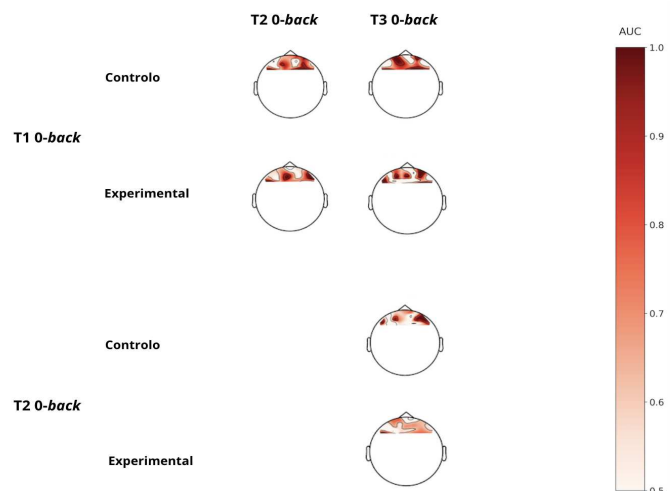 T2 0-back T3 0-back
AUC
1.0
Controlo
T1 0-back
0.9
Experimental
0.8
0.7
Controlo
T2 0-back
0.6
Experimental
0.5